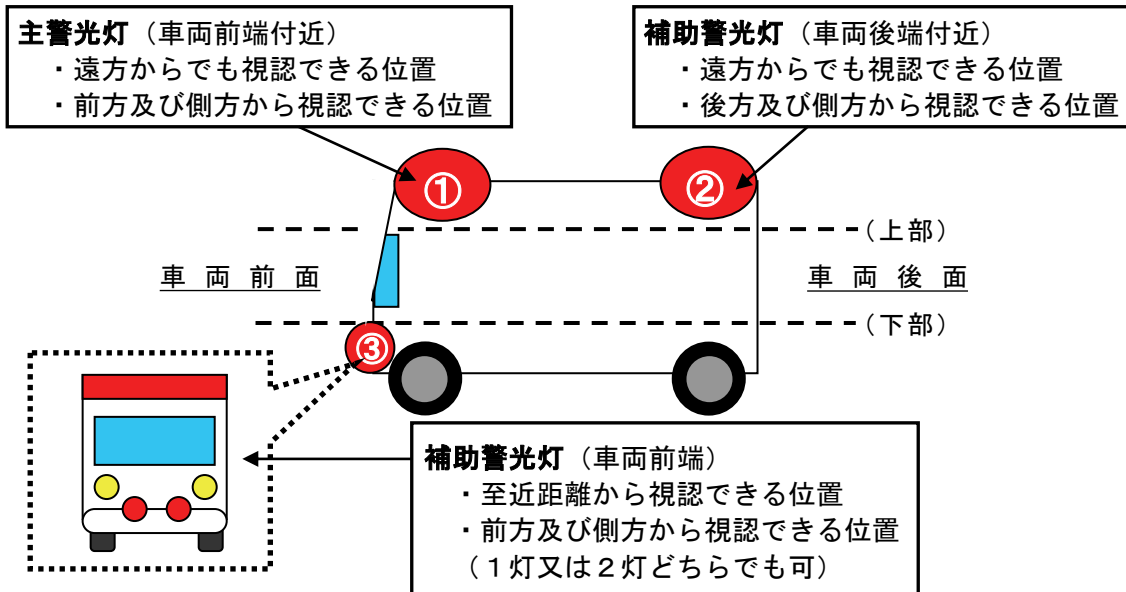 主警光灯（車両前端付近）
・遠方からでも視認できる位置
・前方及び側方から視認できる位置
補助警光灯（車両後端付近）
・遠方からでも視認できる位置
・後方及び側方から視認できる位置
①
②
（上部）
車両前面
車両後面
（下部）
③
補助警光灯（車両前端）
・至近距離から視認できる位置
・前方及び側方から視認できる位置
（１灯又は２灯どちらでも可）